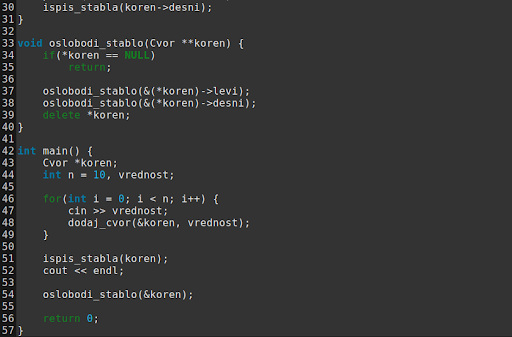 30     ispis_stabla(koren->desni);
31 }
32
33 void oslobodi_stablo(Cvor **koren) {
34     if(*koren == NULL)
35         return;
36
37     oslobodi_stablo(&(*koren)->levi);
38     oslobodi_stablo(&(*koren)->desni);
39     delete *koren;
40 }
41
42 int main() {
43     Cvor *koren;
44     int n = 10, vrednost;
45
46     for(int i = 0; i < n; i++) {
47         cin >> vrednost;
48         dodaj_cvor(&koren, vrednost);
49     }
50
51     ispis_stabla(koren);
52     cout << endl;
53
54     oslobodi_stablo(&koren);
55
56     return 0;
57 }